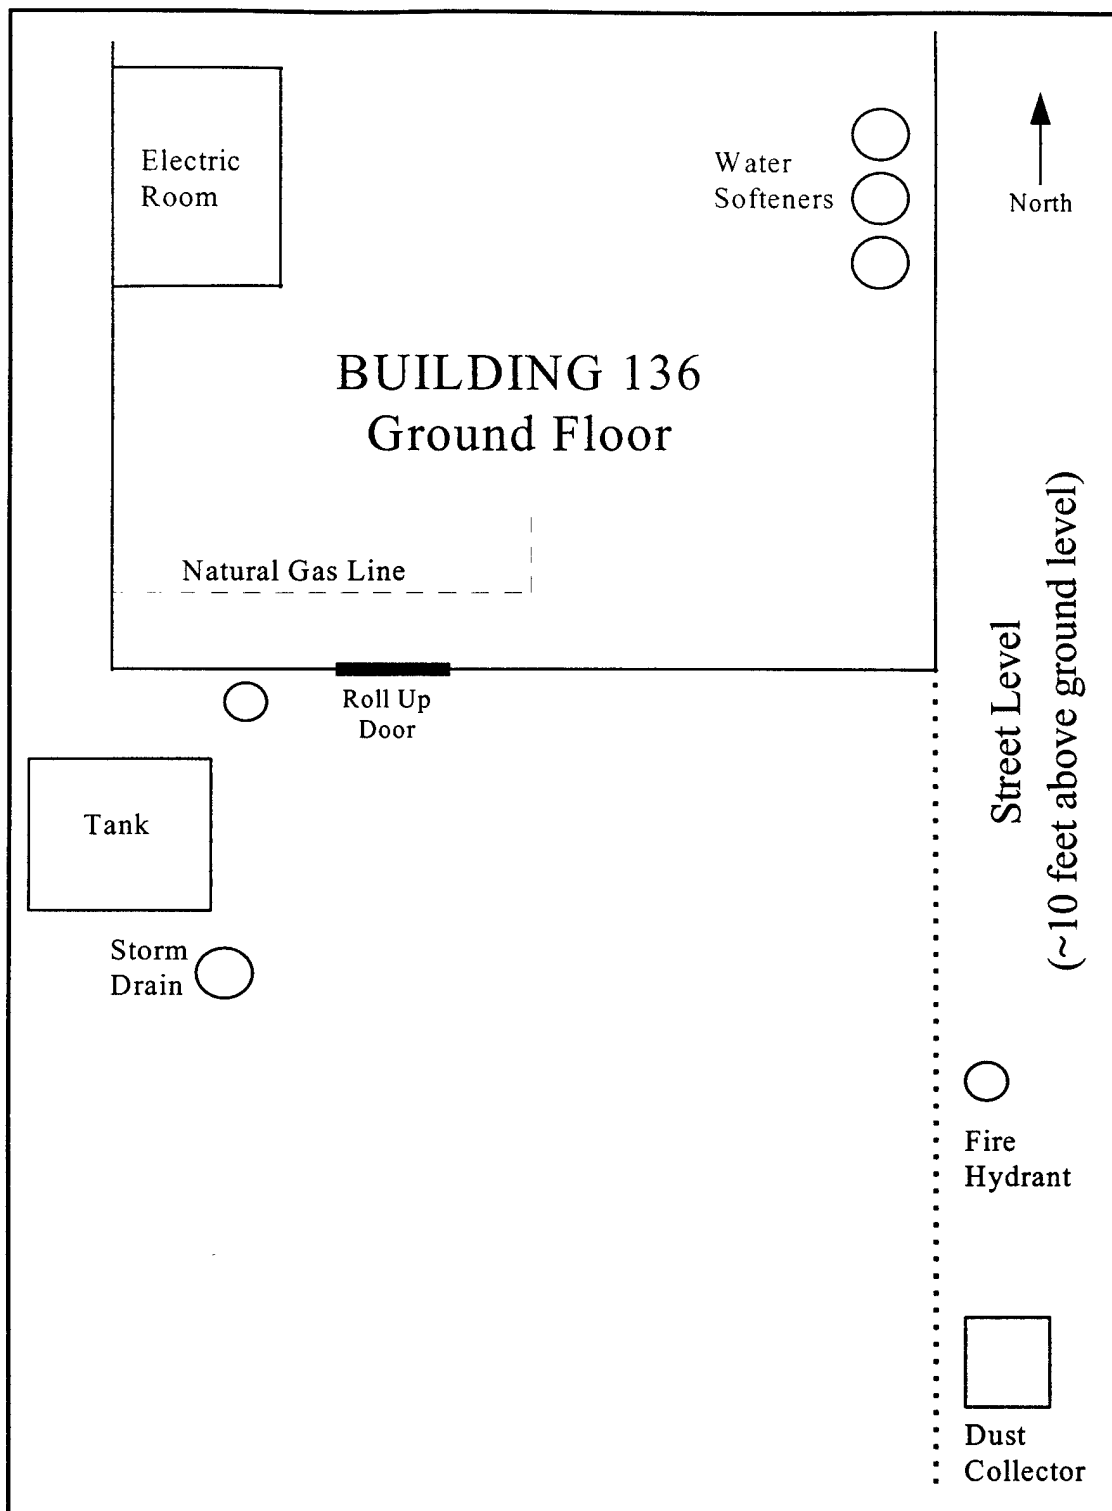 Electric
Room
Water
Softeners
North
BUILDING 136
Ground Floor
Natural Gas Line
Roll Up
Door
Street Level
(~10 feet above ground level)
Tank
Storm
Drain
Fire
Hydrant
Dust
Collector